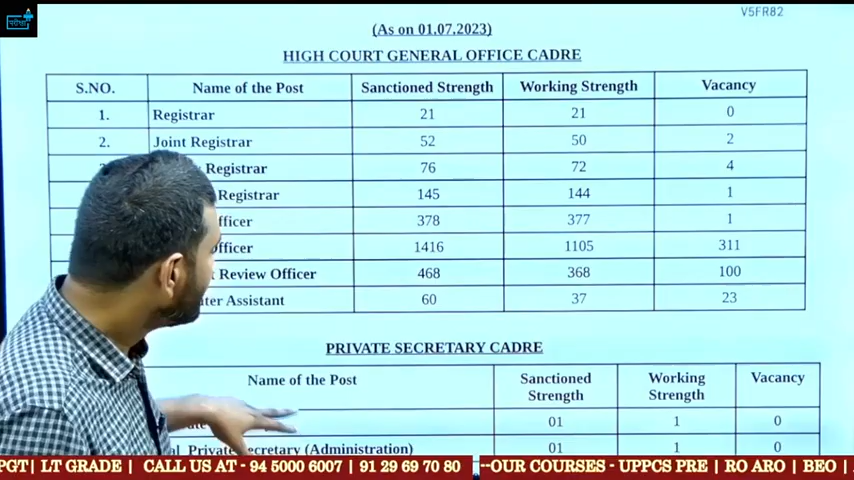 परीक्षा
V5FR82
(As on 01.07.2023)
HIGH COURT GENERAL OFFICE CADRE
S.NO. Name of the Post Sanctioned Strength Working Strength Vacancy
1. Registrar 21 21 0
2. Joint Registrar 52 50 2
Registrar 76 72 4
Registrar 145 144 1
378 377 1
Officer 1416 1105 311
Review Officer 468 368 100
Assistant 60 37 23
PRIVATE SECRETARY CADRE
Name of the Post Sanctioned Strength Working Strength Vacancy
01 1 0
Private Secretary (Administration) 01 1 0
PGT| LT GRADE | CALL US AT - 94 5000 6007 | 91 29 69 70 80 --OUR COURSES - UPPCS PRE | RO ARO | BEO |